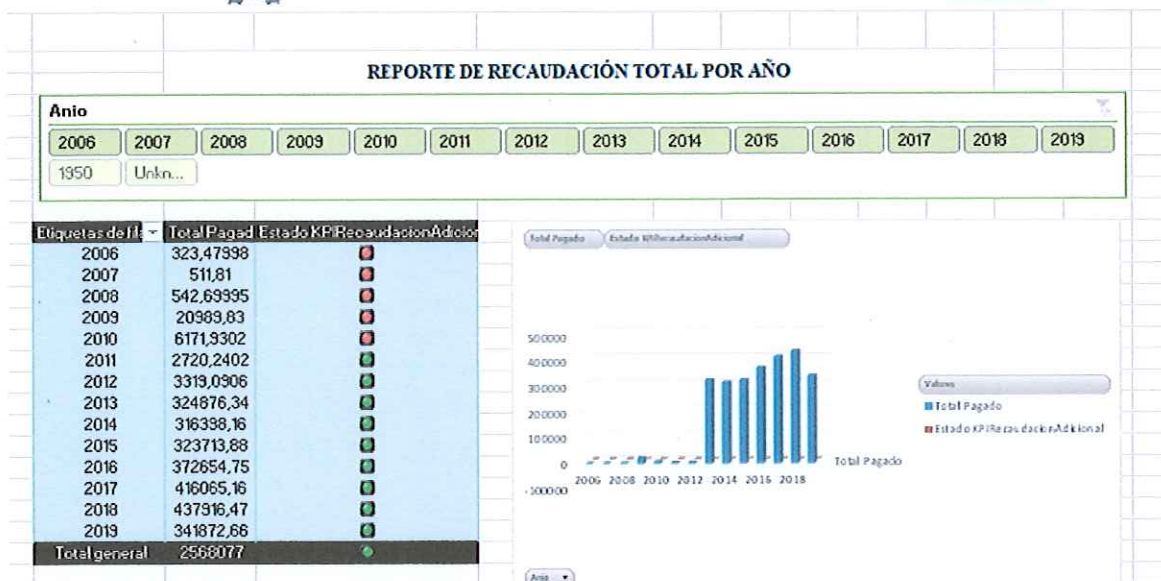 REPORTE DE RECAUDACIÓN TOTAL POR AÑO
Anio
2006 2007 2008 2009 2010 2011 2012 2013 2014 2015 2016 2017 2018 2019
1950 Unkn...
Etiquetas de fila Total Pagad Estado KPIRecaudacionAdicior
2006 323,47998
2007 511,81
2008 542,69995
2009 20989,83
2010 6171,9302
2011 2720,2402
2012 3319,0906
2013 324876,34
2014 316398,16
2015 323713,88
2016 372654,75
2017 416065,16
2018 437916,47
2019 341872,66
Total general 2568077
Total Pagado Estado KPIRecaudacionAdicional
500000
400000
300000
200000
100000
0
-100000
2006 2008 2010 2012 2014 2016 2018
Total Pagado
Valores
Total Pagado
Estado KPIRecaudacionAdicional
Anio